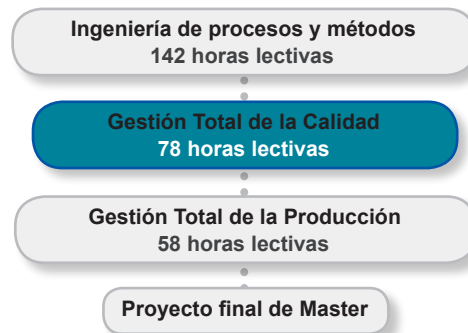 Ingeniería de procesos y métodos
142 horas lectivas
Gestión Total de la Calidad
78 horas lectivas
Gestión Total de la Producción
58 horas lectivas
Proyecto final de Master